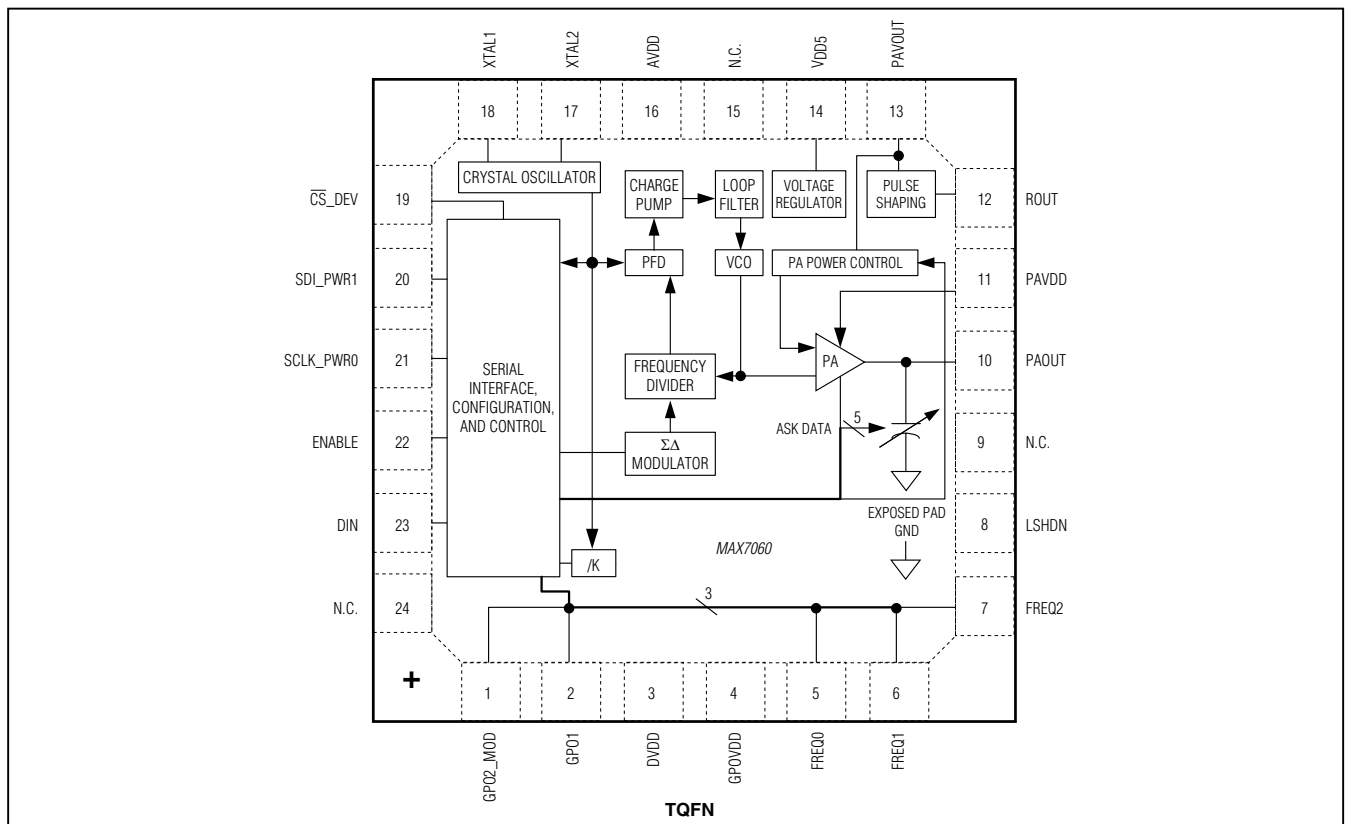 XTAL1
XTAL2
AVDD
N.C.
VDD5
PAVOUT
18
17
16
15
14
13
CS_DEV
19
SDI_PWR1
20
SCLK_PWR0
21
ENABLE
22
DIN
23
N.C.
24
CRYSTAL OSCILLATOR
CHARGE
PUMP
LOOP
FILTER
VOLTAGE
REGULATOR
PULSE
SHAPING
12
ROUT
PFD
VCO
PA POWER CONTROL
11
PAVDD
SERIAL
INTERFACE,
CONFIGURATION,
AND CONTROL
FREQUENCY
DIVIDER
PA
10
PAOUT
ΣΔ
MODULATOR
ASK DATA
5
9
N.C.
EXPOSED PAD
GND
8
LSHDN
MAX7060
/K
3
7
FREQ2
+
1
2
3
4
5
6
GPO2_MOD
GPO1
DVDD
GPOVDD
FREQ0
FREQ1
TQFN